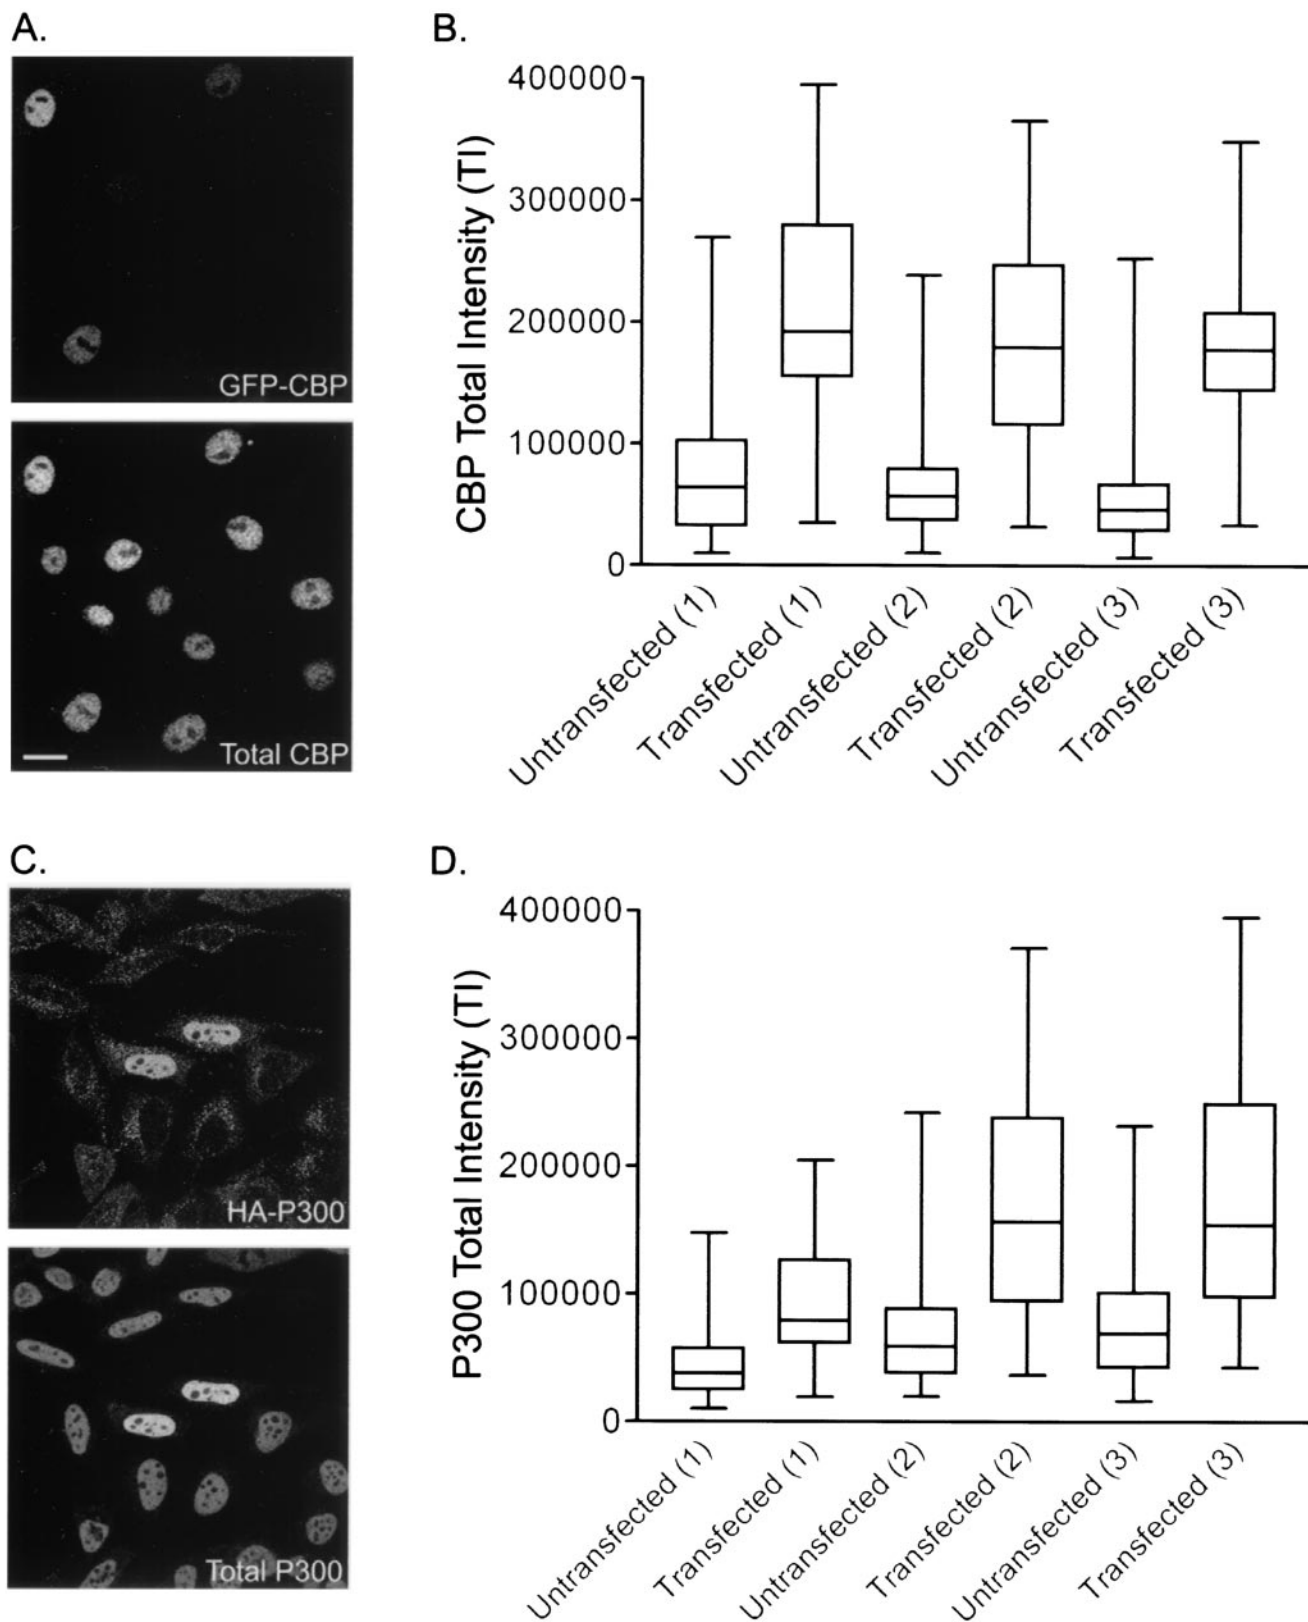 A.
GFP-CBP
Total CBP
B.
CBP Total Intensity (TI)
400000
300000
200000
100000
0
Untransfected (1)
Transfected (1)
Untransfected (2)
Transfected (2)
Untransfected (3)
Transfected (3)
C.
HA-P300
Total P300
D.
P300 Total Intensity (TI)
400000
300000
200000
100000
0
Untransfected (1)
Transfected (1)
Untransfected (2)
Transfected (2)
Untransfected (3)
Transfected (3)